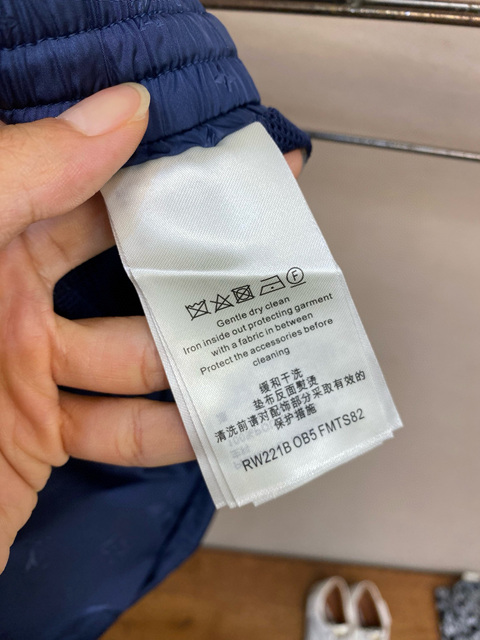 F
Gentle dry clean
Iron inside out protecting garment
with a fabric in between
Protect the accessories before
cleaning
缓和干洗
垫布反面熨烫
清洗前请对配饰部分采取有效的
保护措施
RW221B OB5 FMTS82